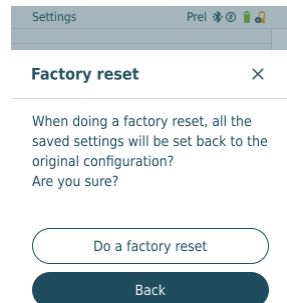 Settings Prel
Factory reset
When doing a factory reset, all the
saved settings will be set back to the
original configuration?
Are you sure?
Do a factory reset
Back